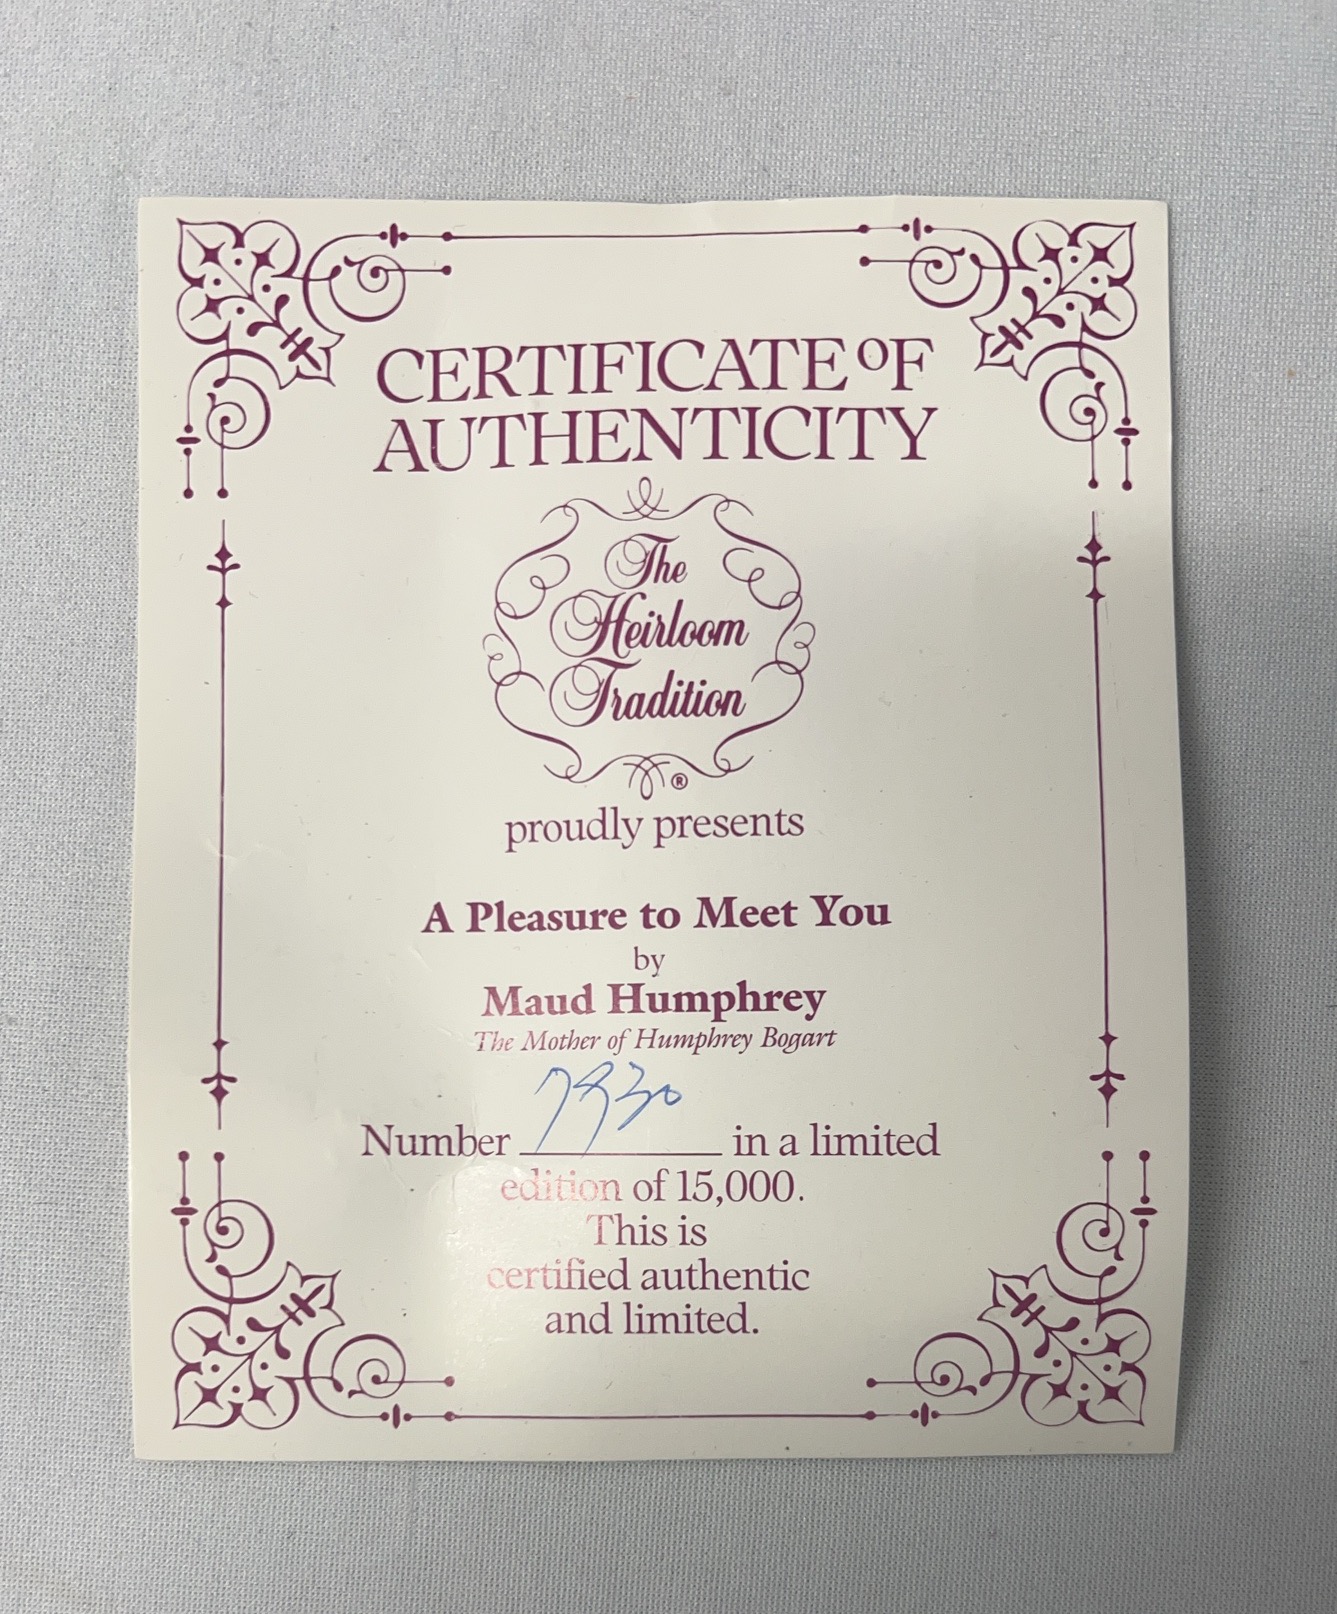 CERTIFICATE OF
AUTHENTICITY
The
Heirloom
Tradition
®
proudly presents
A Pleasure to Meet You
by
Maud Humphrey
The Mother of Humphrey Bogart
Number in a limited
edition of 15,000.
This is
certified authentic
and limited.